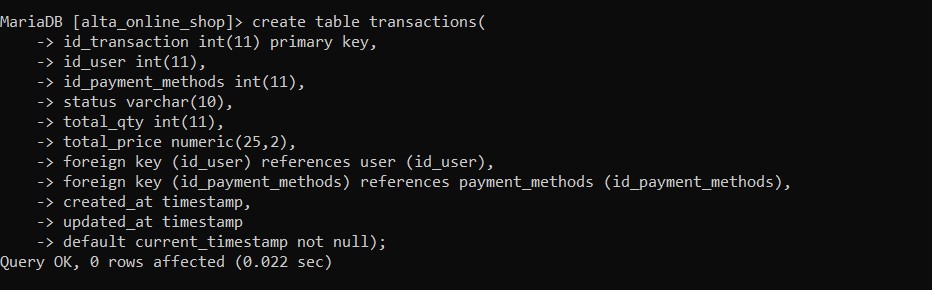 MariaDB [alta_online_shop]> create table transactions(
    -> id_transaction int(11) primary key,
    -> id_user int(11),
    -> id_payment_methods int(11),
    -> status varchar(10),
    -> total_qty int(11),
    -> total_price numeric(25,2),
    -> foreign key (id_user) references user (id_user),
    -> foreign key (id_payment_methods) references payment_methods (id_payment_methods),
    -> created_at timestamp,
    -> updated_at timestamp
    -> default current_timestamp not null);
Query OK, 0 rows affected (0.022 sec)